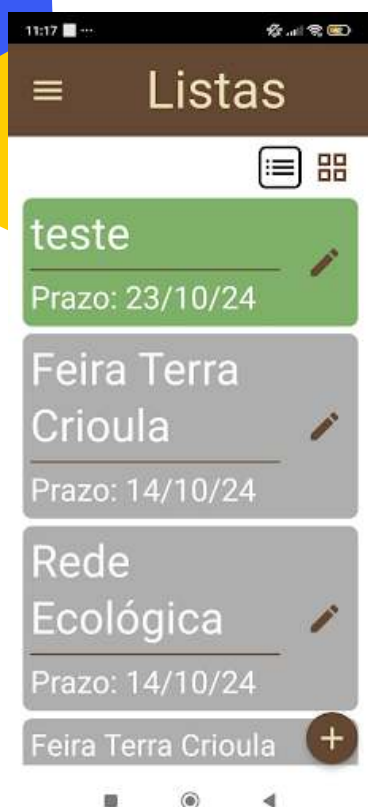 11:17
Listas
teste
Prazo: 23/10/24
Feira Terra
Crioula
Prazo: 14/10/24
Rede
Ecológica
Prazo: 14/10/24
Feira Terra Crioula